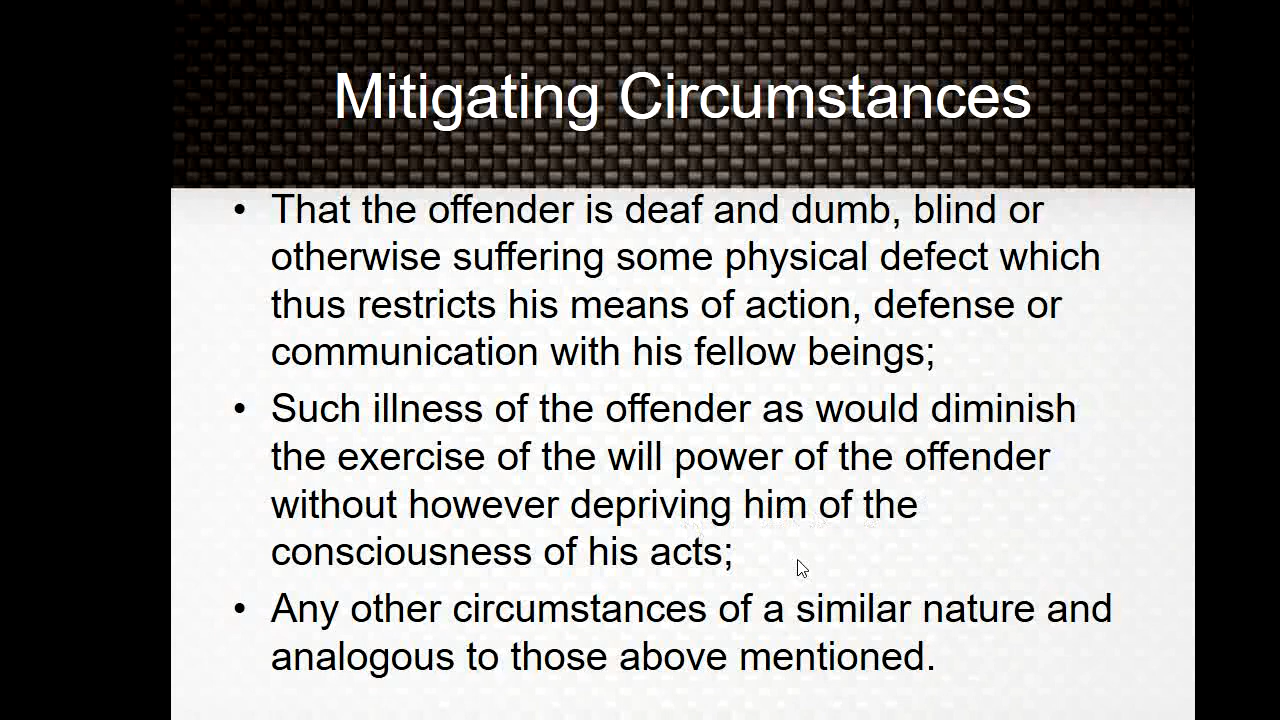 Mitigating Circumstances
• That the offender is deaf and dumb, blind or
otherwise suffering some physical defect which
thus restricts his means of action, defense or
communication with his fellow beings;
• Such illness of the offender as would diminish
the exercise of the will power of the offender
without however depriving him of the
consciousness of his acts;
• Any other circumstances of a similar nature and
analogous to those above mentioned.